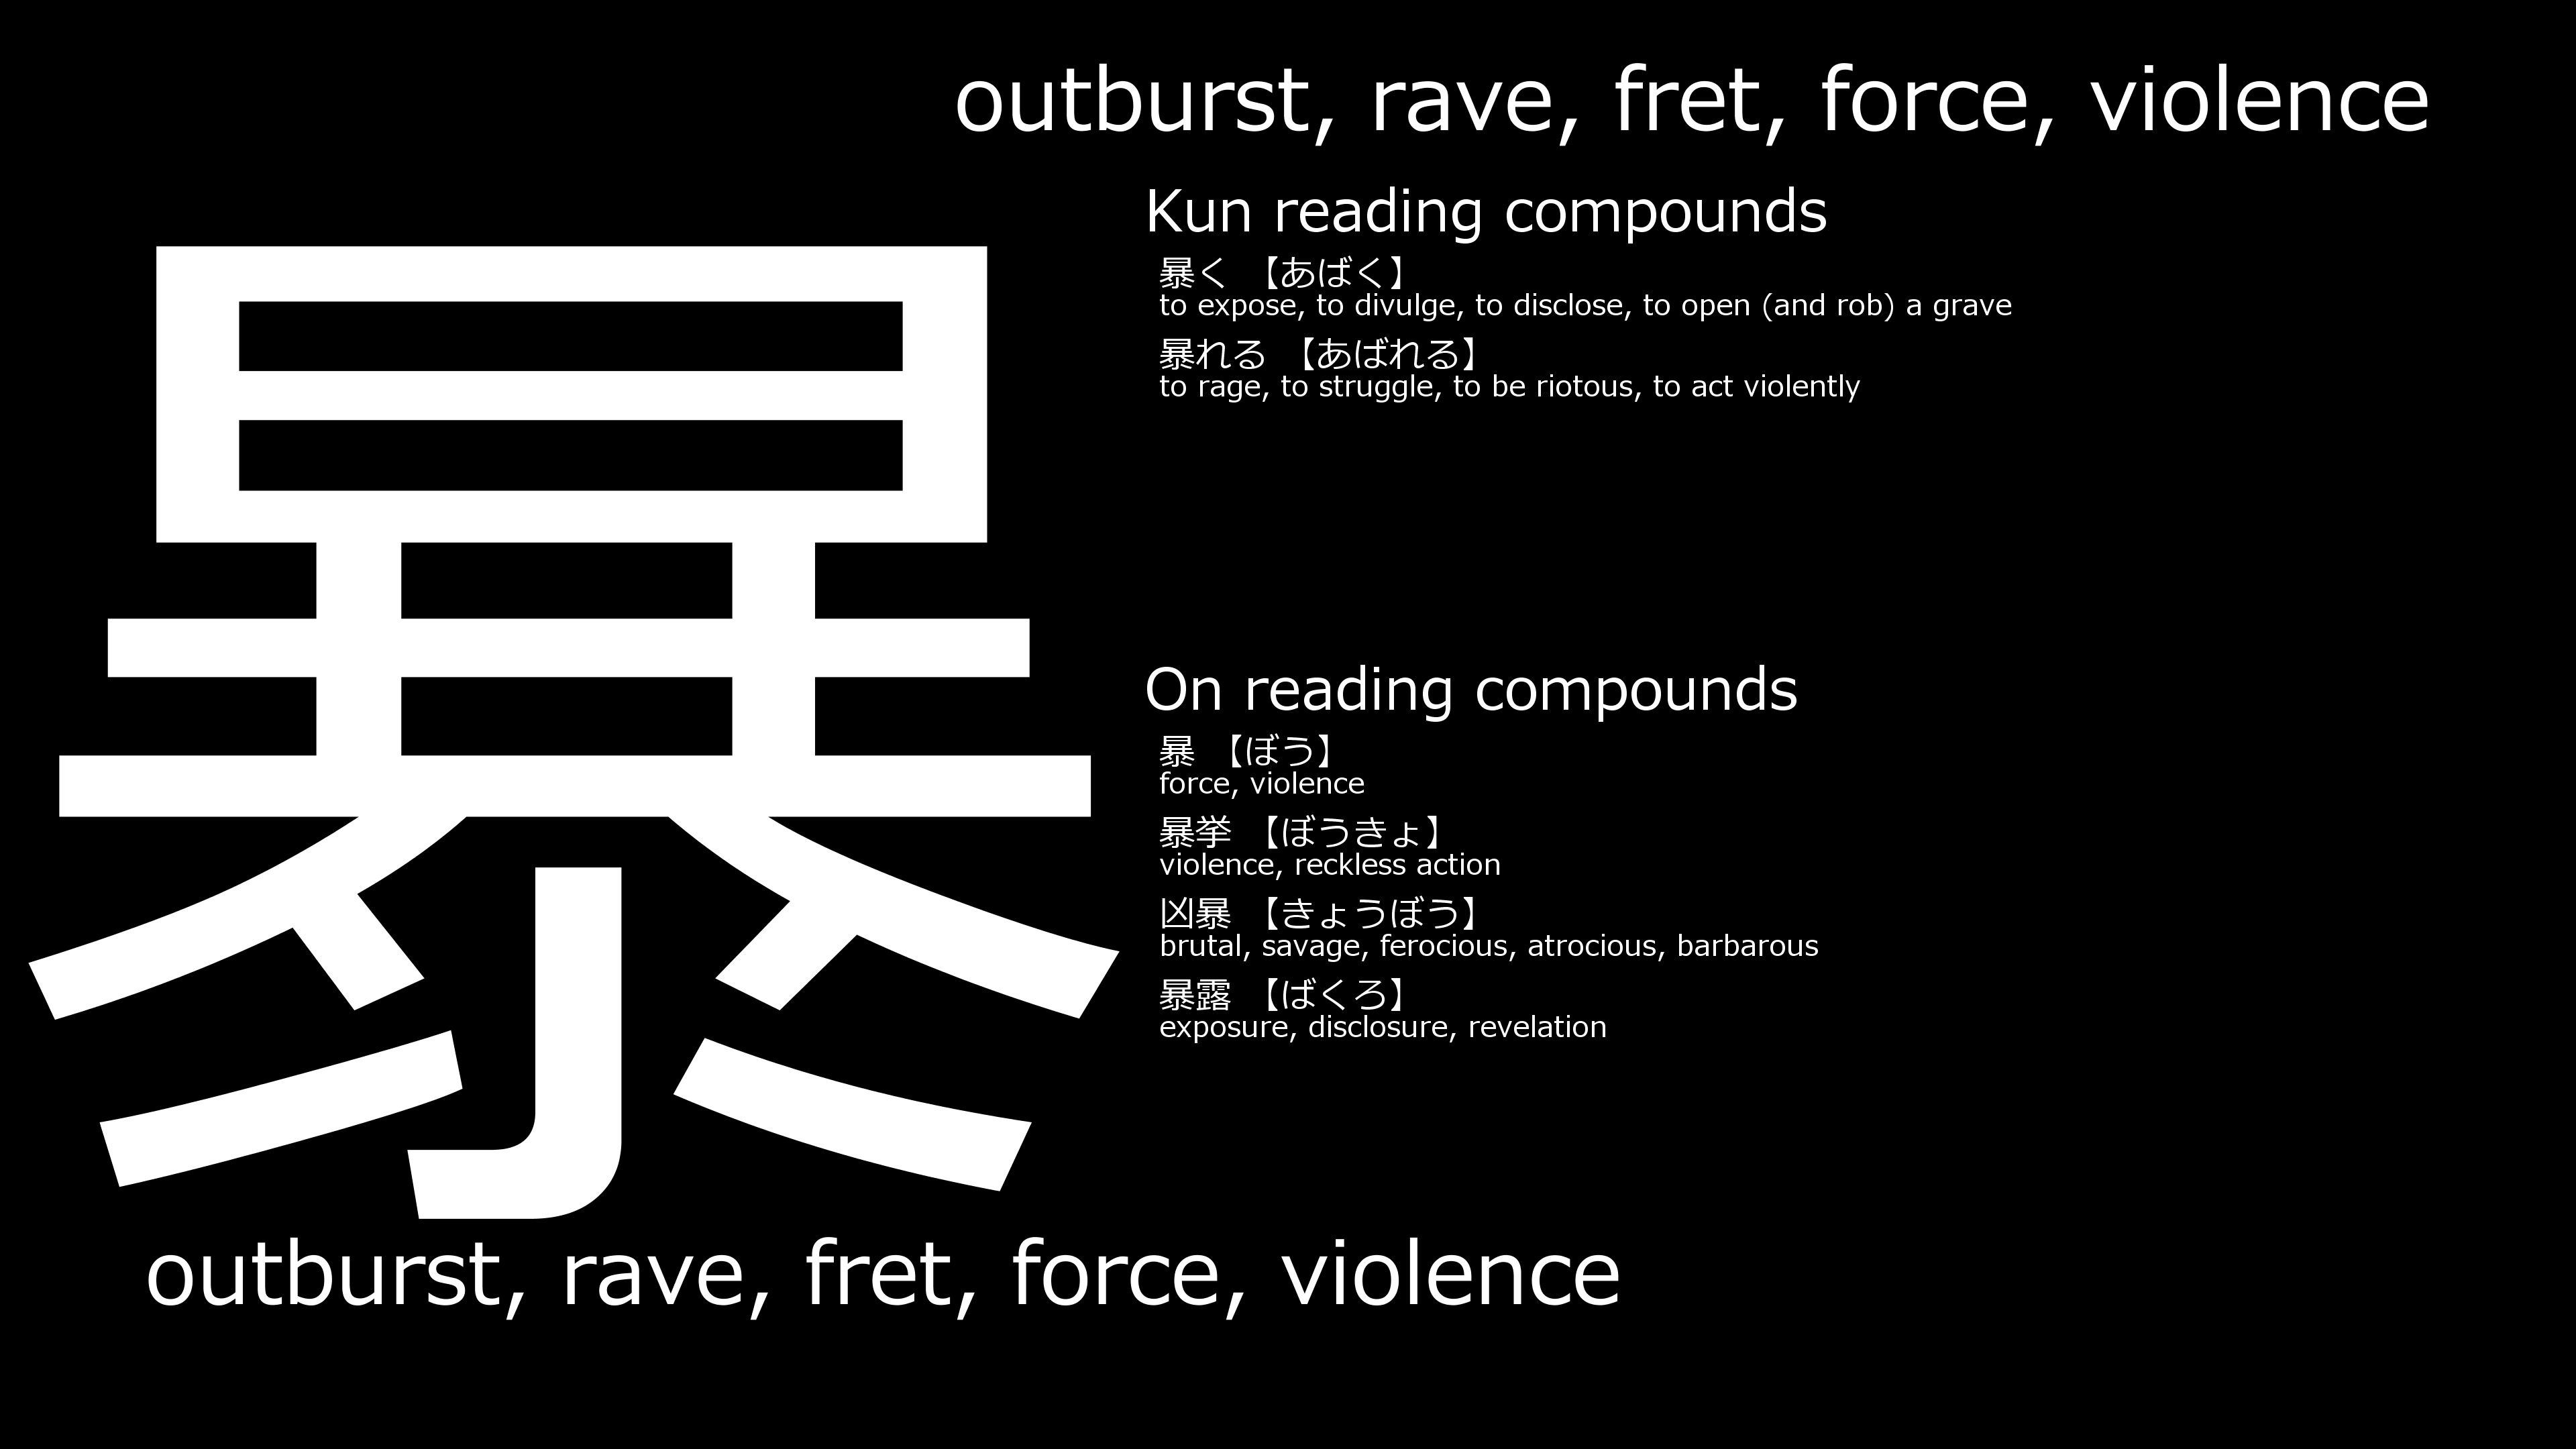 outburst, rave, fret, force, violence
暴
Kun reading compounds
暴く 【あばく】
to expose, to divulge, to disclose, to open (and rob) a grave
暴れる 【あばれる】
to rage, to struggle, to be riotous, to act violently
On reading compounds
暴 【ぼう】
force, violence
暴挙 【ぼうきょ】
violence, reckless action
凶暴 【きょうぼう】
brutal, savage, ferocious, atrocious, barbarous
暴露 【ばくろ】
exposure, disclosure, revelation
outburst, rave, fret, force, violence